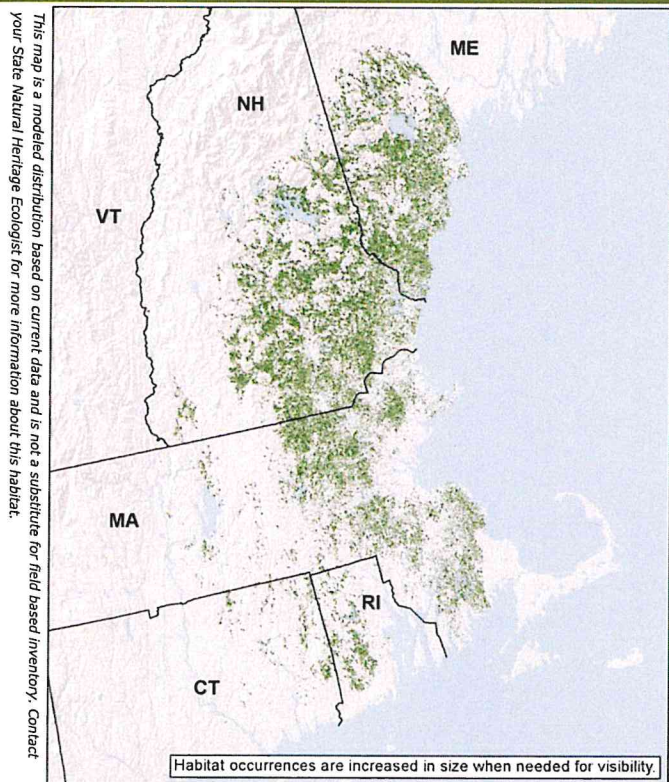 ME
NH
VT
MA
RI
CT
Habitat occurrences are increased in size when needed for visibility.
This map is a modeled distribution based on current data and is not a substitute for field based inventory. Contact
your State Natural Heritage Ecologist for more information about this habitat.